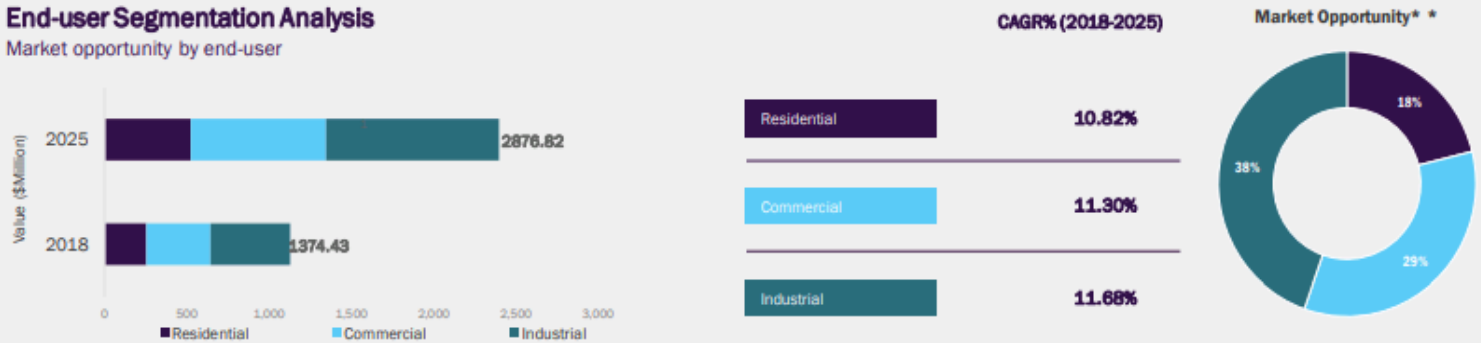 End-user Segmentation Analysis
Market opportunity by end-user
Value ($Million)
2025
2876.82
2018
1374.43
0 500 1,000 1,500 2,000 2,500 3,000
Residential Commercial Industrial
CAGR% (2018-2025)
Residential 10.82%
Commercial 11.30%
Industrial 11.68%
Market Opportunity* *
18%
38%
29%